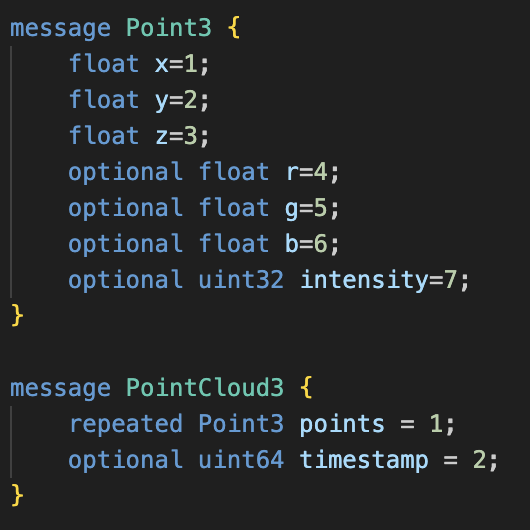 message Point3 {
    float x=1;
    float y=2;
    float z=3;
    optional float r=4;
    optional float g=5;
    optional float b=6;
    optional uint32 intensity=7;
}

message PointCloud3 {
    repeated Point3 points = 1;
    optional uint64 timestamp = 2;
}